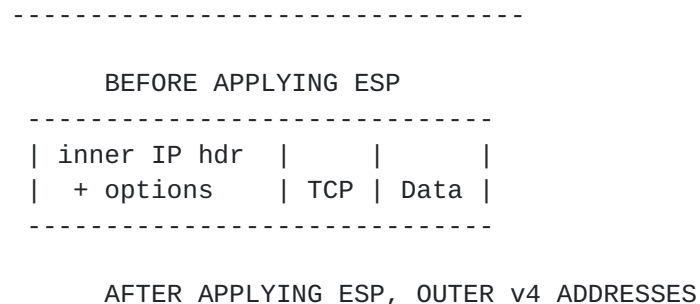 ---------------------------------
BEFORE APPLYING ESP
------------------------------
| inner IP hdr  |     |      |
|  + options    | TCP | Data |
------------------------------
AFTER APPLYING ESP, OUTER v4 ADDRESSES